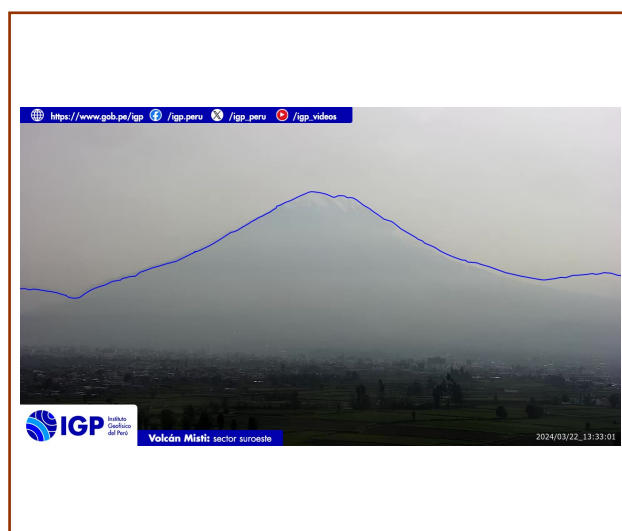 https://www.gob.pe/igp /igp.peru /igp_peru /igp_videos
IGP
Instituto
Geofísico
del Perú
Volcán Misti: sector suroeste
2024/03/22_13:33:01